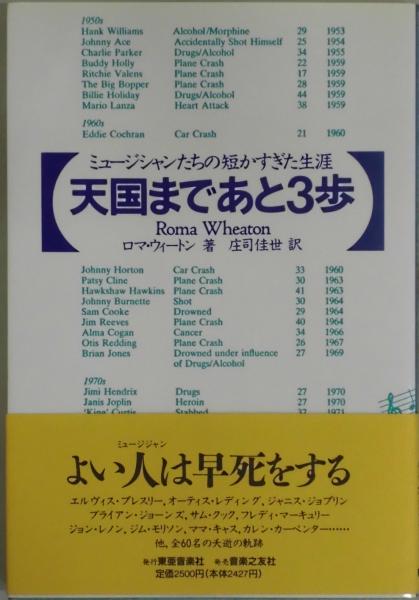 1950s
Hank Williams Alcohol/Morphine 29 1953
Johnny Ace Accidentally Shot Himself 25 1954
Charlie Parker Drugs/Alcohol 34 1955
Buddy Holly Plane Crash 22 1959
Ritchie Valens Plane Crash 17 1959
The Big Bopper Plane Crash 28 1959
Billie Holiday Drugs/Alcohol 44 1959
Mario Lanza Heart Attack 38 1959
1960s
Eddie Cochran Car Crash 21 1960
ミュージシャンたちの短かすぎた生涯
天国まであと3歩
Roma Wheaton
ロマ・ウィートン 著 庄司佳世 訳
Johnny Horton Car Crash 33 1960
Patsy Cline Plane Crash 30 1963
Hawkshaw Hawkins Plane Crash 41 1963
Johnny Burnette Shot 30 1964
Sam Cooke Drowned 29 1964
Jim Reeves Plane Crash 40 1964
Alma Cogan Cancer 34 1966
Otis Redding Plane Crash 26 1967
Brian Jones Drowned under influence 27 1969
of Drugs/Alcohol
1970s
Jimi Hendrix Drugs 27 1970
Janis Joplin Heroin 27 1970
'King' Curtis Stabbed 37 1971
ミュージシャン
よい人は早死をする
エルヴィス・プレスリー、オーティス・レディング、ジャニス・ジョプリン
ブライアン・ジョーンズ、サム・クック、フレディ・マーキュリー
ジョン・レノン、ジム・モリソン、ママ・キャス、カレン・カーペンター……
他、全60名の夭逝の軌跡
発行 東亜音楽社 発売 音楽之友社
定価2500円(本体2427円)